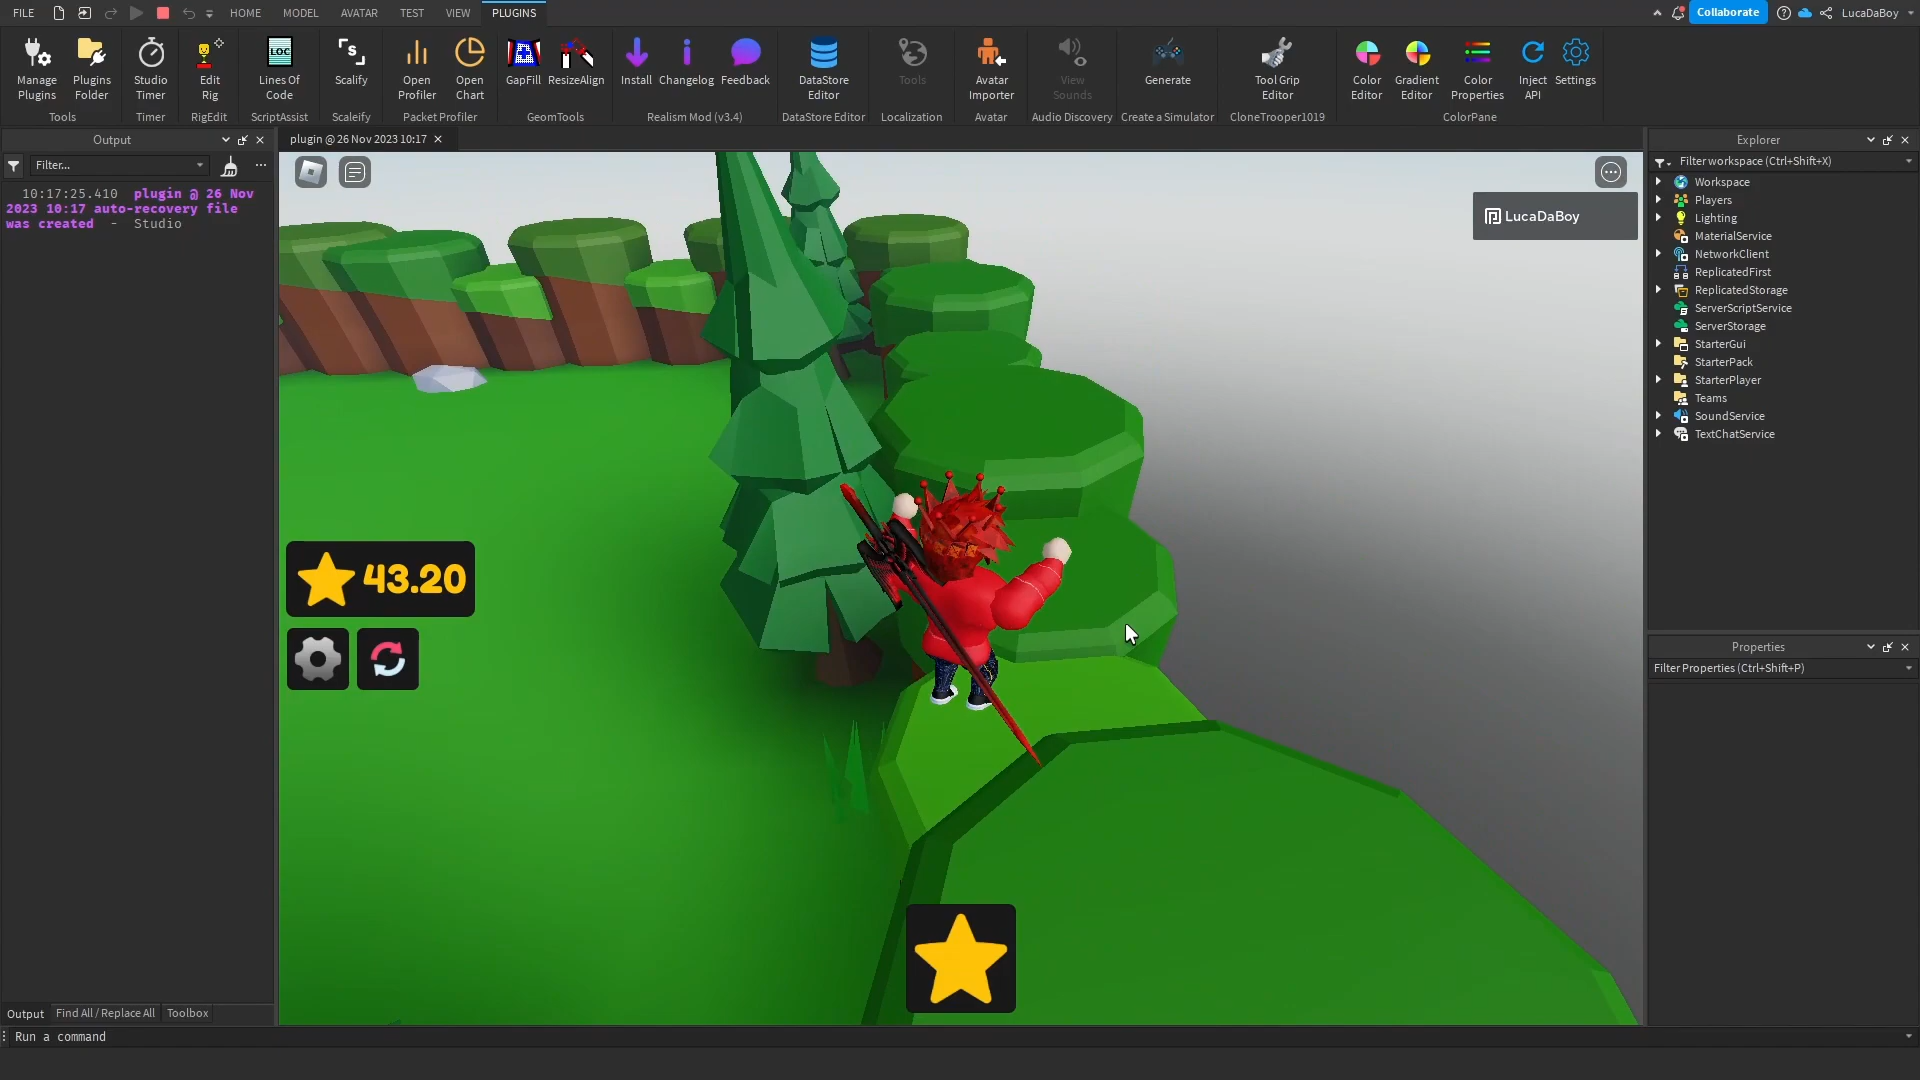 FILE
HOME
MODEL
AVATAR
TEST
VIEW
PLUGINS
Collaborate
LucaDaBoy
Manage
Plugins
Plugins
Folder
Tools
Studio
Timer
Timer
Edit
Rig
RigEdit
LOC
Lines Of
Code
ScriptAssist
Scalify
Scaleify
Open
Profiler
Open
Chart
Packet Profiler
GapFill
ResizeAlign
GeomTools
Install
Changelog
Feedback
Realism Mod (v3.4)
DataStore
Editor
DataStore Editor
Tools
Localization
Avatar
Importer
Avatar
View
Sounds
Audio Discovery
Generate
Create a Simulator
Tool Grip
Editor
CloneTrooper1019
Color
Editor
Gradient
Editor
Color
Properties
Inject
API
Settings
ColorPane
Output
Filter...
10:17:25.410 plugin @ 26 Nov
2023 10:17 auto-recovery file
was created - Studio
plugin @ 26 Nov 2023 10:17
LucaDaBoy
43.20
Explorer
Filter workspace (Ctrl+Shift+X)
Workspace
Players
Lighting
MaterialService
NetworkClient
ReplicatedFirst
ReplicatedStorage
ServerScriptService
ServerStorage
StarterGui
StarterPack
StarterPlayer
Teams
SoundService
TextChatService
Properties
Filter Properties (Ctrl+Shift+P)
Output
Find All / Replace All
Toolbox
Run a command